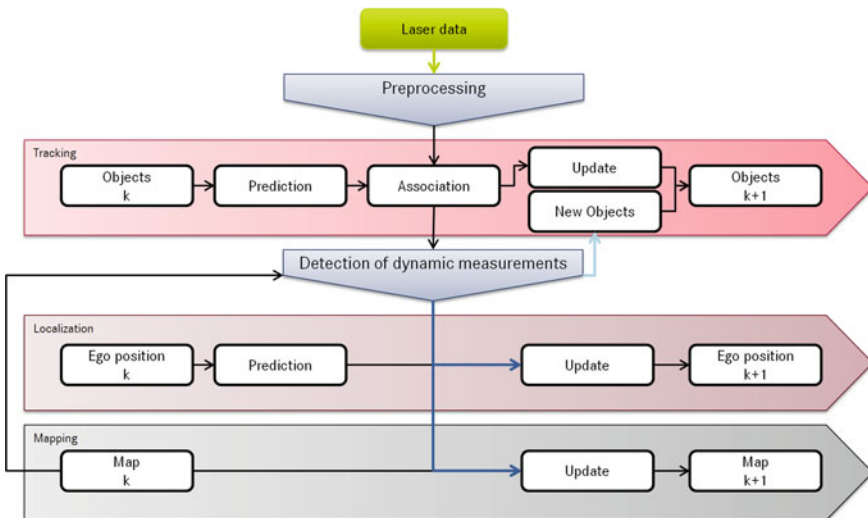 Laser data
Preprocessing
Tracking
Objects
k
Prediction
Association
Update
New Objects
Objects
k+1
Detection of dynamic measurements
Localization
Ego position
k
Prediction
Update
Ego position
k+1
Mapping
Map
k
Update
Map
k+1